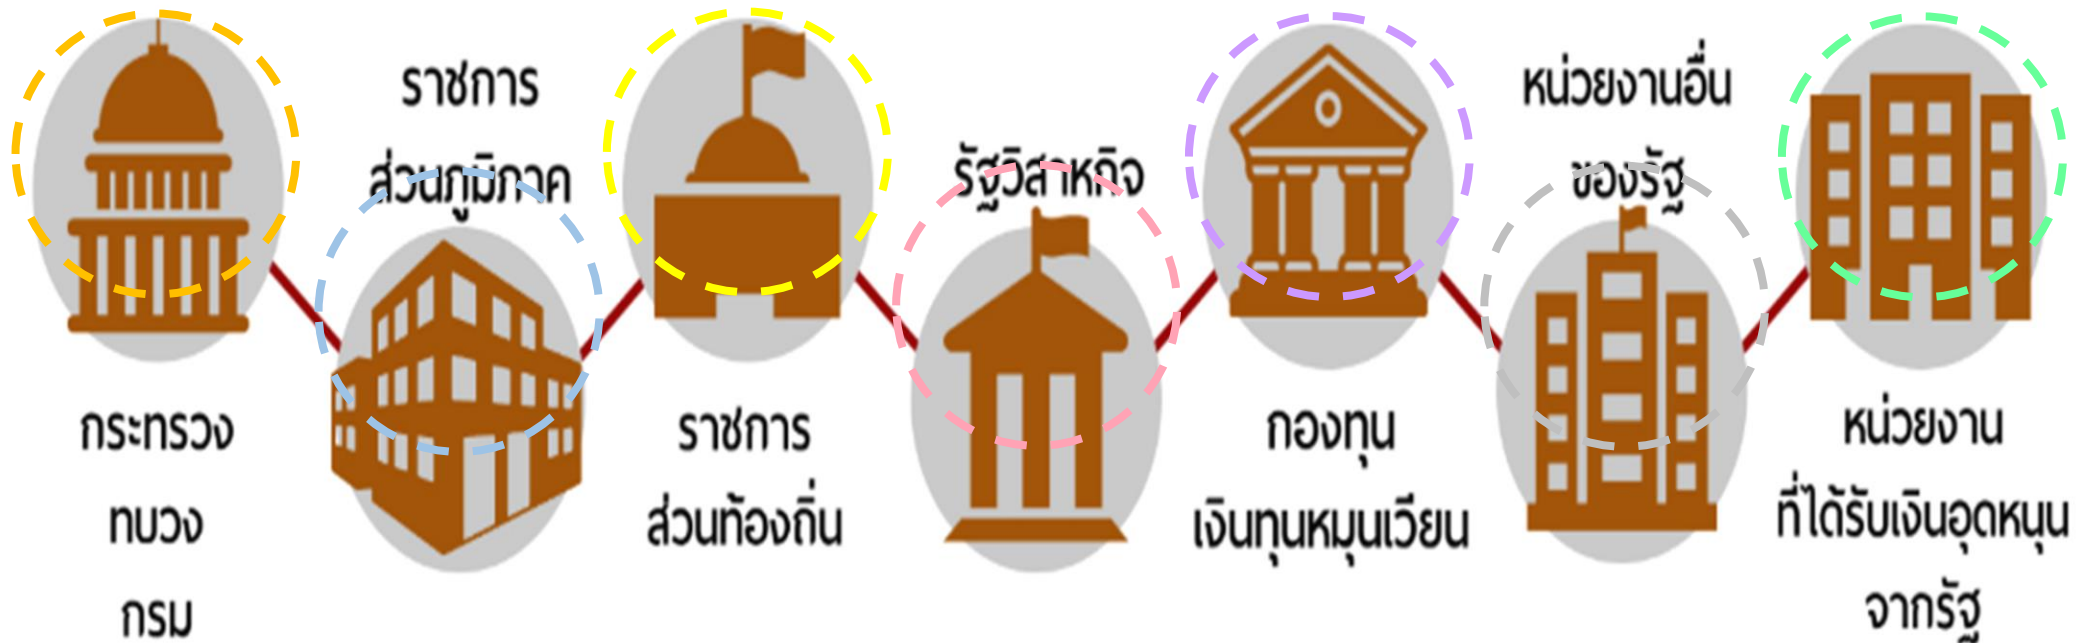 กระทรวง
ทบวง
กรม
ราชการ
ส่วนภูมิภาค
ราชการ
ส่วนท้องถิ่น
รัฐวิสาหกิจ
กองทุน
เงินทุนหมุนเวียน
หน่วยงานอื่น
ของรัฐ
หน่วยงาน
ที่ได้รับเงินอุดหนุน
จากรัฐ